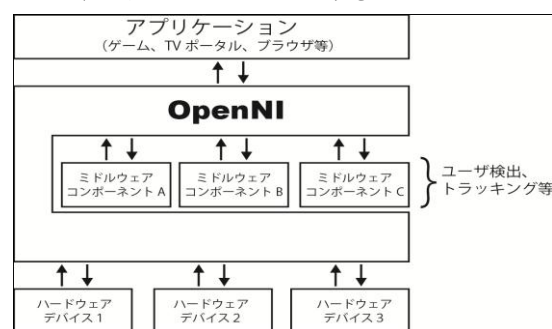 アプリケーション
（ゲーム、TV ポータル、ブラウザ等）
OpenNI
ミドルウェア
コンポーネント A
ミドルウェア
コンポーネント B
ミドルウェア
コンポーネント C
ユーザ検出、
トラッキング等
ハードウェア
デバイス 1
ハードウェア
デバイス 2
ハードウェア
デバイス 3